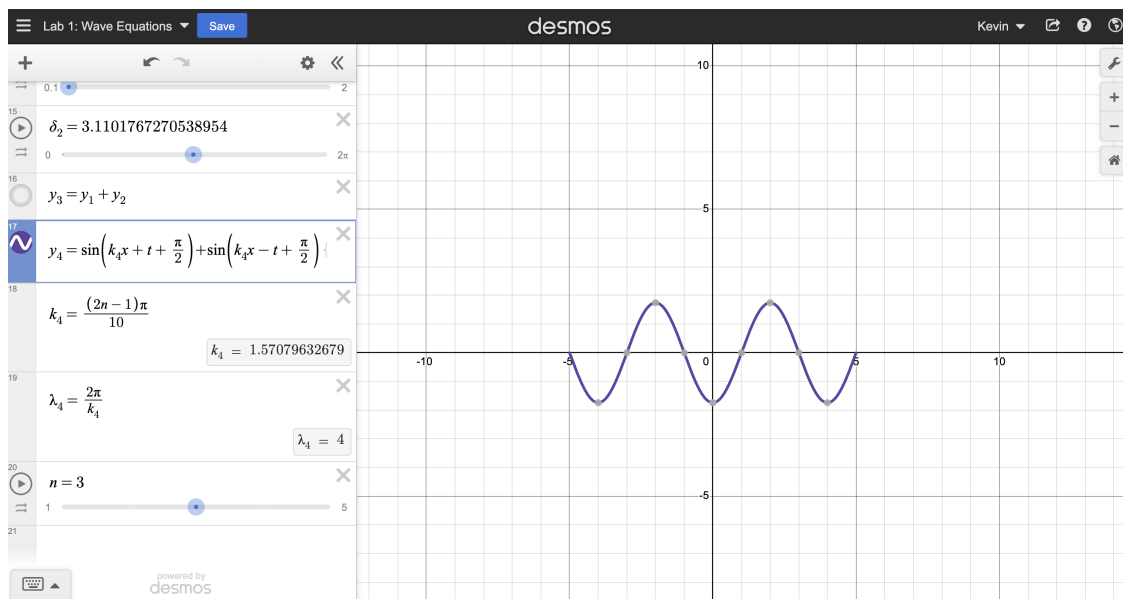 Lab 1: Wave Equations Save desmos Kevin
0.1 2
15
δ₂ = 3.1101767270538954
0 2π
16
y₃ = y₁ + y₂
17
y₄ = sin(k₄x + t + π/2) + sin(k₄x − t + π/2) {
18
k₄ = (2n − 1)π/10
k₄ = 1.57079632679
19
λ₄ = 2π/k₄
λ₄ = 4
20
n = 3
1 5
21
powered by
desmos
10
5
-10 -5 0 5 10
-5